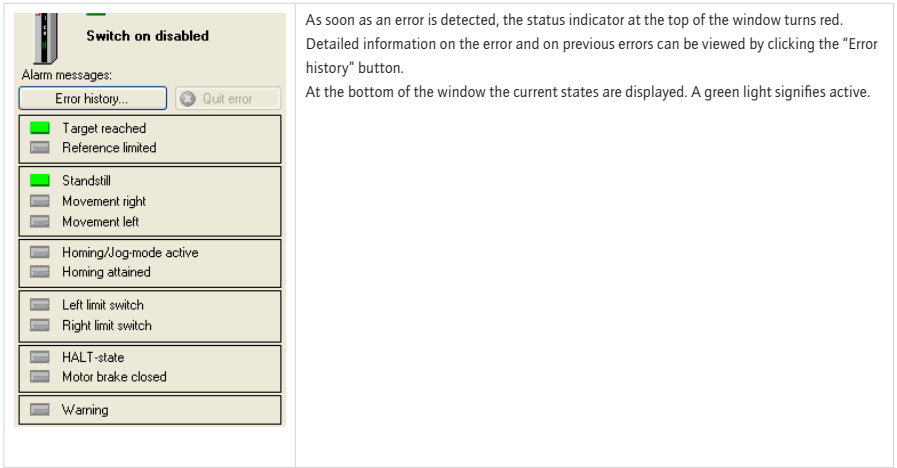 Switch on disabled
Alarm messages:
Error history...
Quit error
Target reached
Reference limited
Standstill
Movement right
Movement left
Homing/Jog-mode active
Homing attained
Left limit switch
Right limit switch
HALT-state
Motor brake closed
Warning
As soon as an error is detected, the status indicator at the top of the window turns red.
Detailed information on the error and on previous errors can be viewed by clicking the “Error
history” button.
At the bottom of the window the current states are displayed. A green light signifies active.